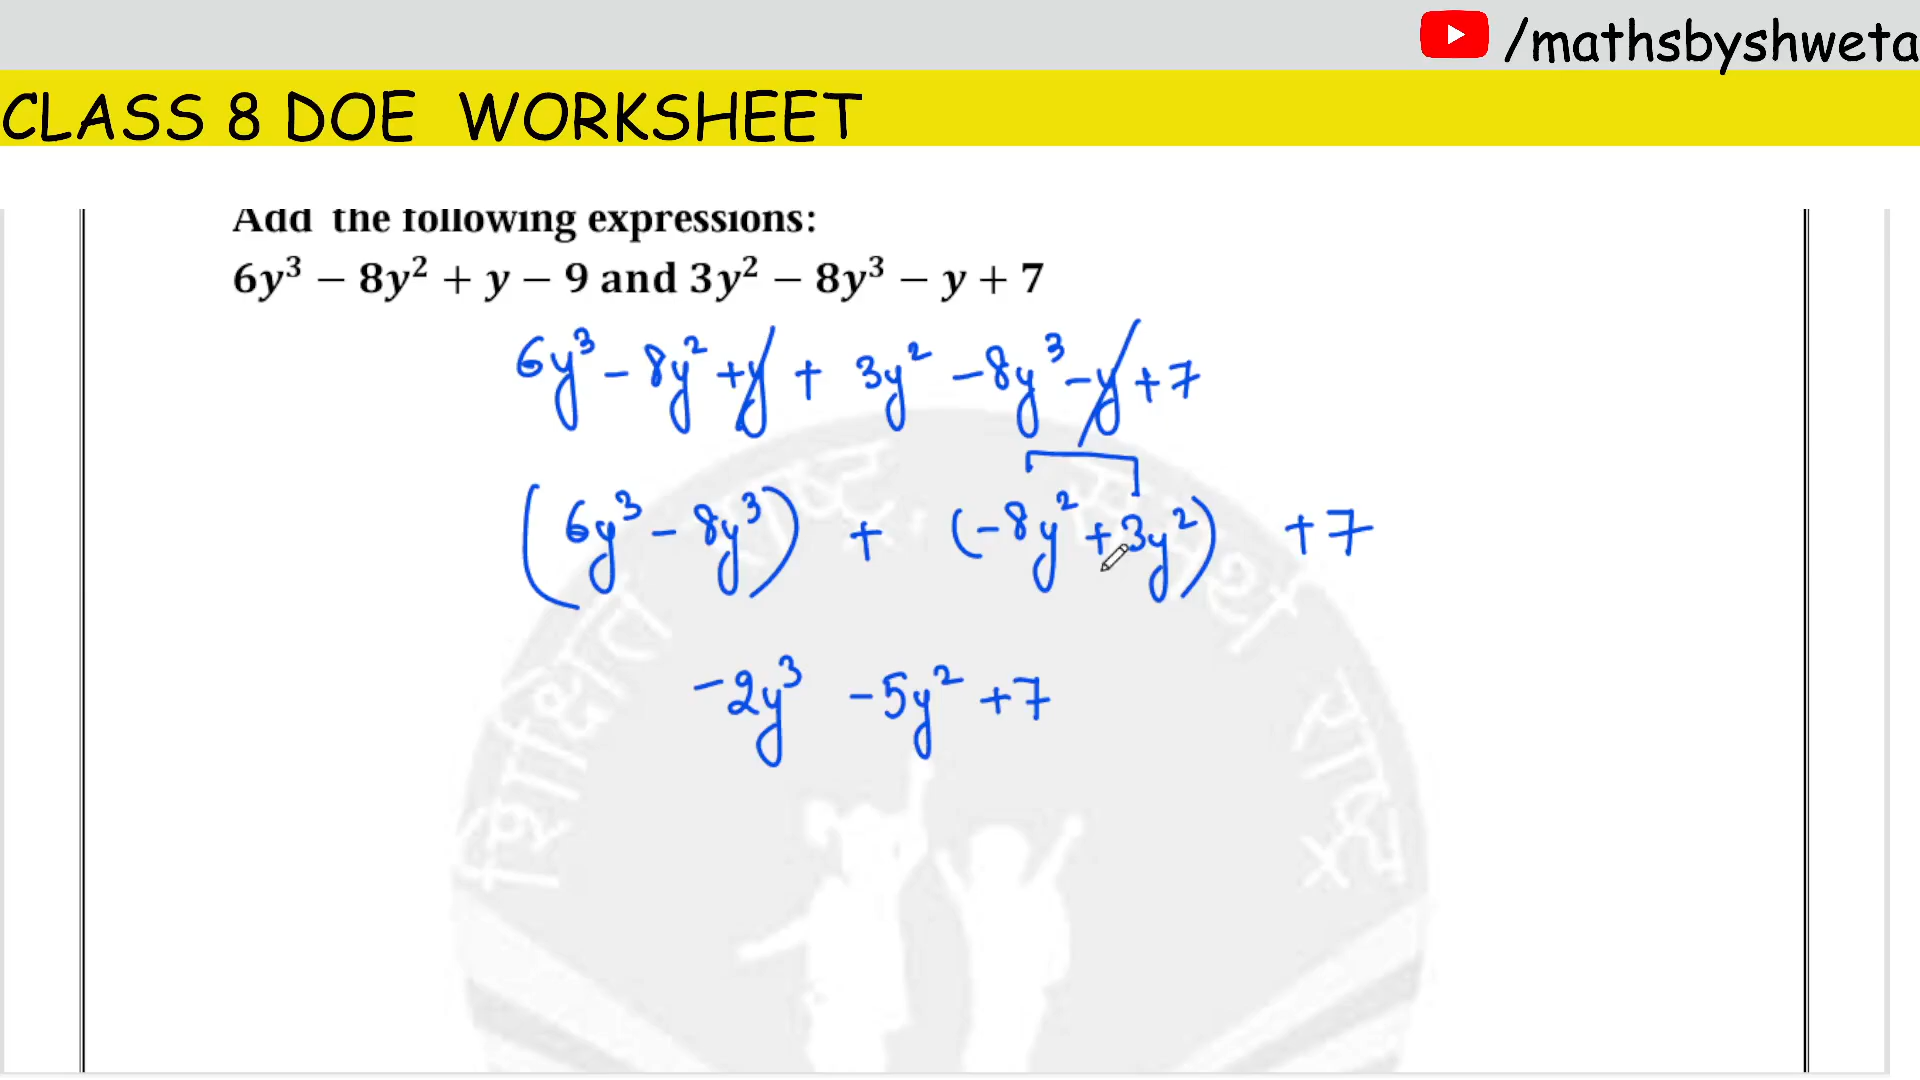 /mathsbyshweta
CLASS 8 DOE WORKSHEET
Add the following expressions:
6y³ − 8y² + y − 9 and 3y² − 8y³ − y + 7
6y³ − 8y² + y + 3y² − 8y³ − y + 7
(6y³ − 8y³) + (−8y² + 3y²) + 7
−2y³ − 5y² + 7